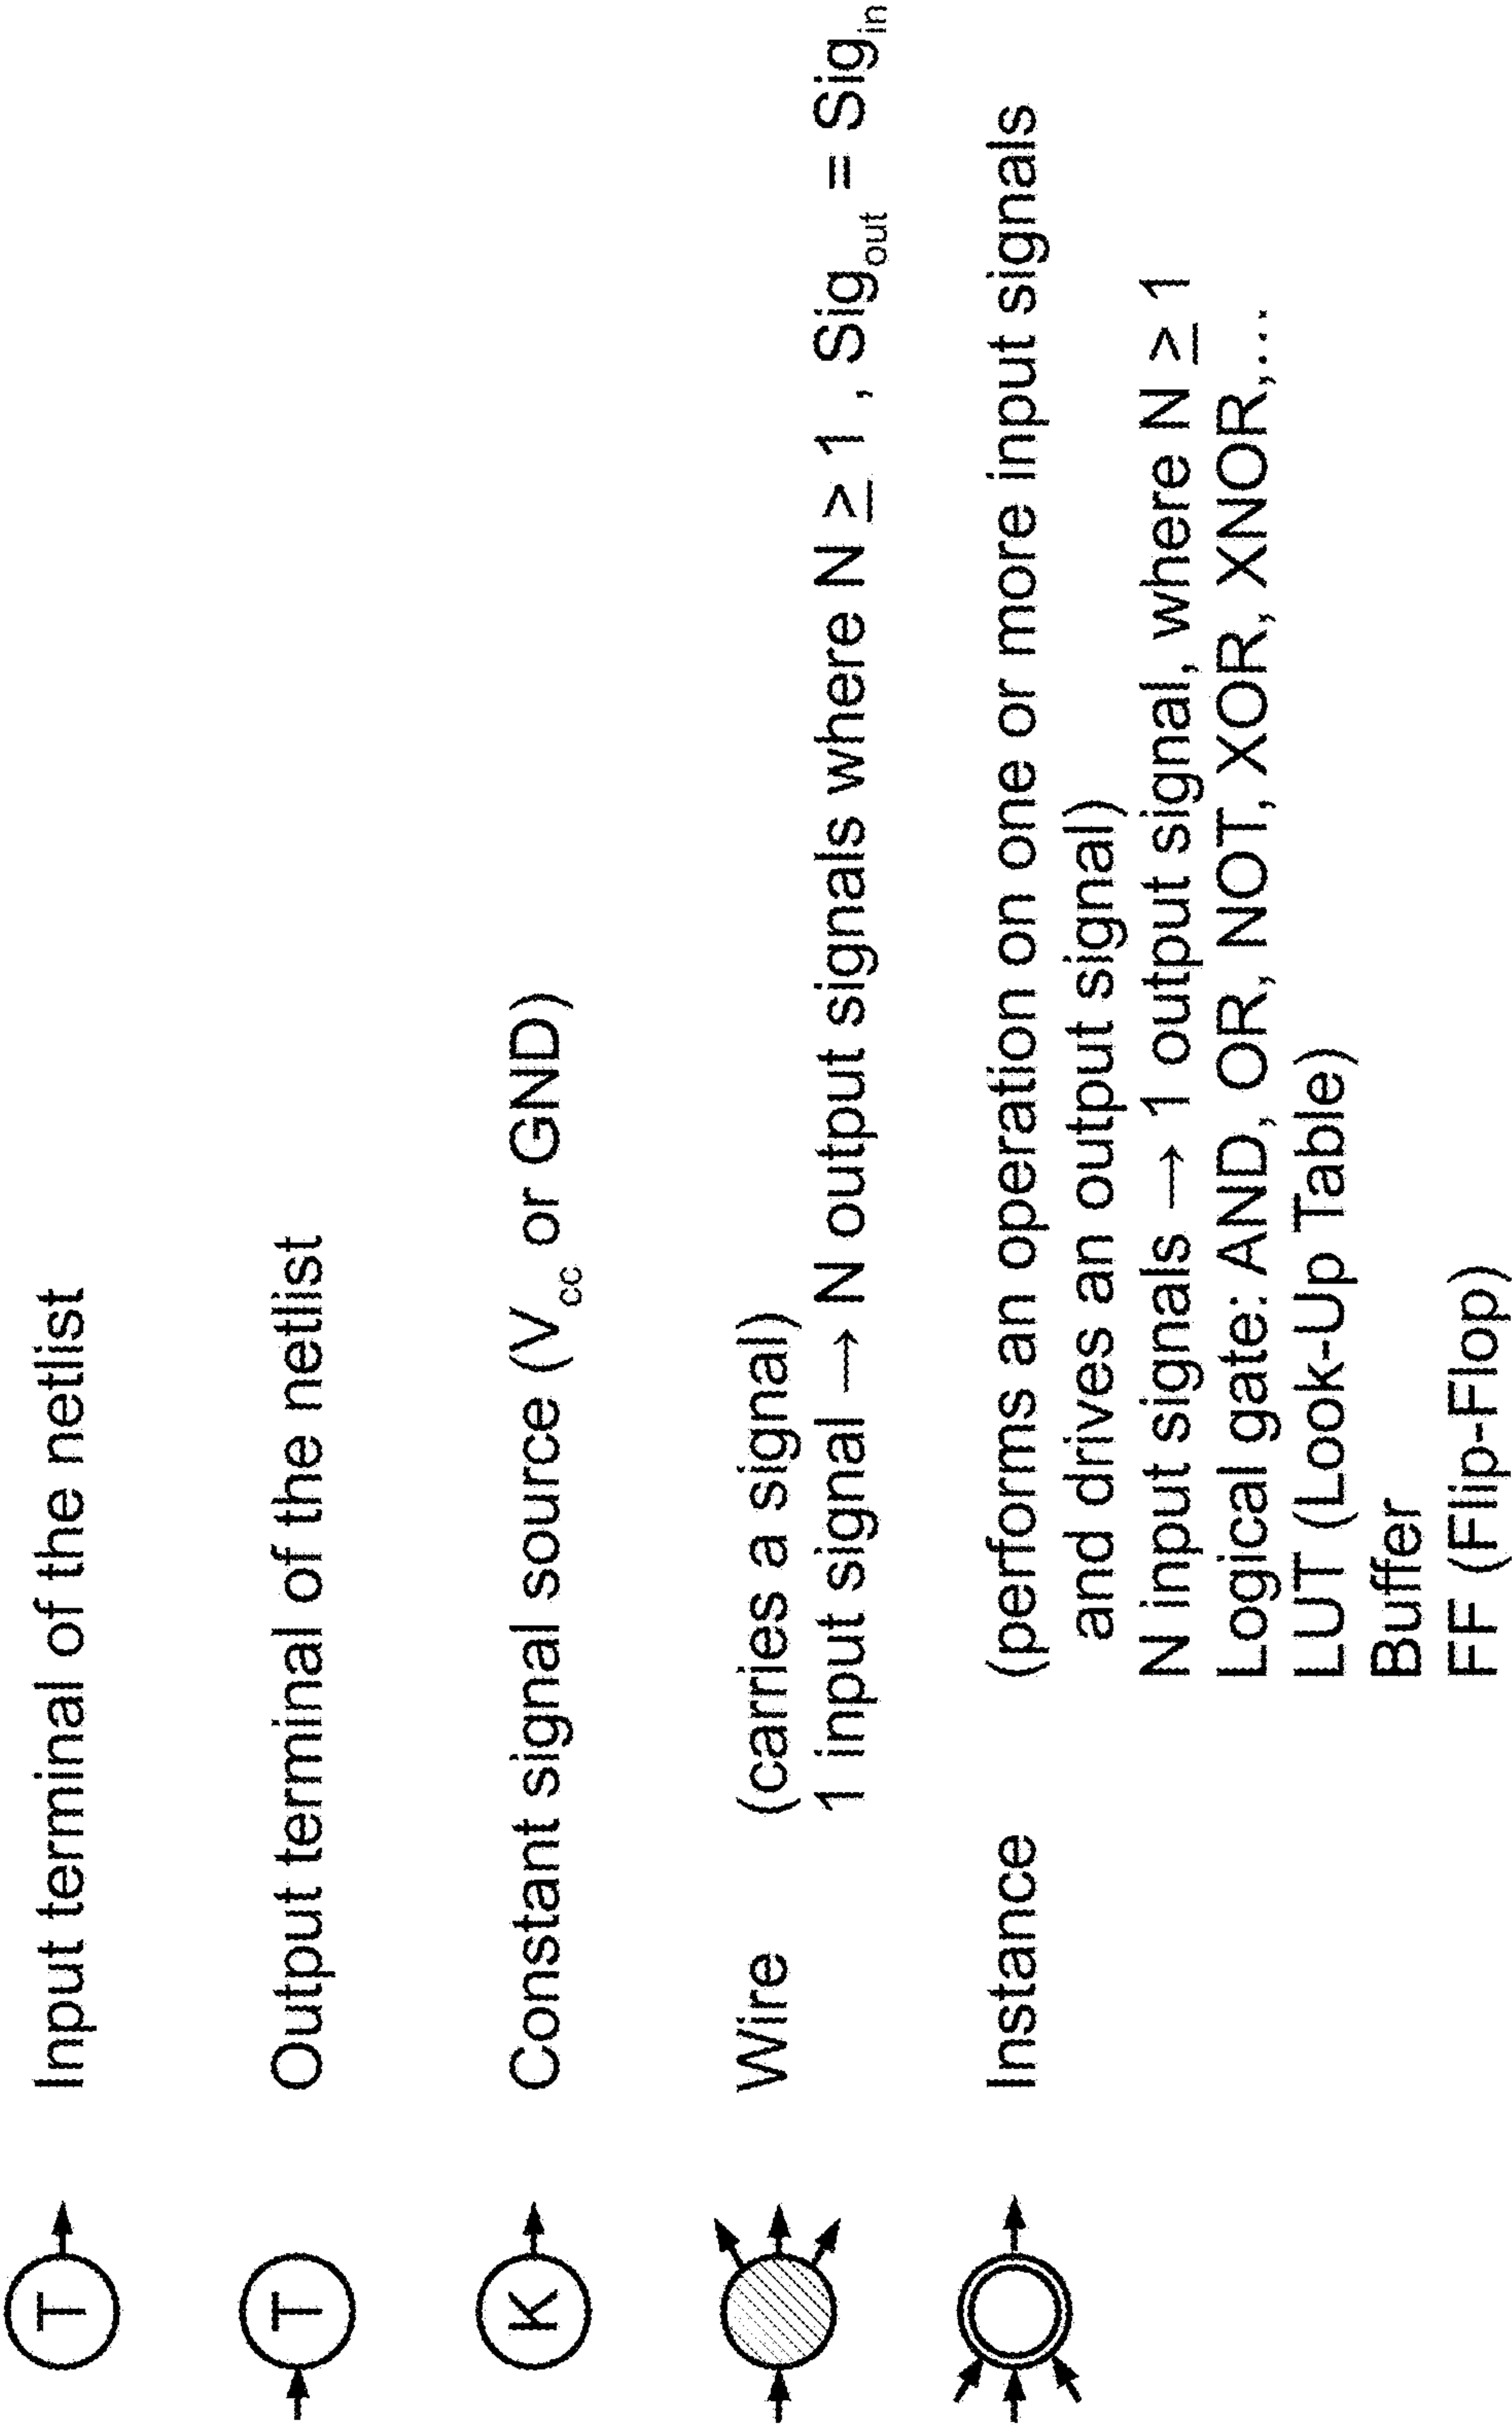 T Input terminal of the netlist
T Output terminal of the netlist
K Constant signal source (Vcc or GND)
Wire (carries a signal)
1 input signal → N output signals where N ≥ 1 , Sigout = Sigin
Instance (performs an operation on one or more input signals
and drives an output signal)
N input signals → 1 output signal, where N ≥ 1
Logical gate: AND, OR, NOT, XOR, XNOR,...
LUT (Look-Up Table)
Buffer
FF (Flip-Flop)